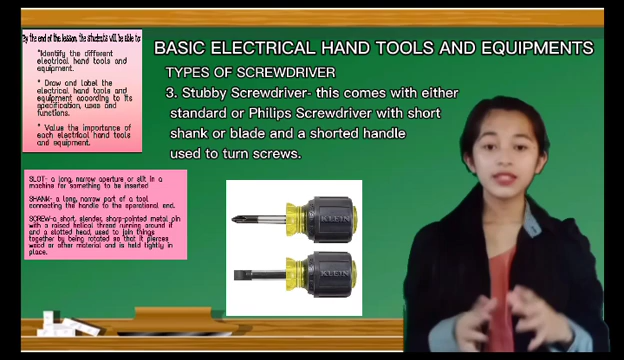 By the end of the lesson, the students will be able to:
*Identify the different
electrical hand tools and
equipment.
* Draw and label the
electrical hand tools and
equipment according to its
specification, uses and
functions.
* Value the importance of
each electrical hand tools
and equipment.
BASIC ELECTRICAL HAND TOOLS AND EQUIPMENTS
TYPES OF SCREWDRIVER
3. Stubby Screwdriver- this comes with either
standard or Philips Screwdriver with short
shank or blade and a shorted handle
used to turn screws.
SLOT- a long, narrow aperture or slit in a
machine for something to be inserted
SHANK- a long, narrow part of a tool
connecting the handle to the operational end.
SCREW-a short, slender, sharp-pointed metal pin
with a raised helical thread running around it
and a slotted head, used to join things
together by being rotated so that it pierces
wood or other material and is held tightly in
place.
KLEIN
KLEIN